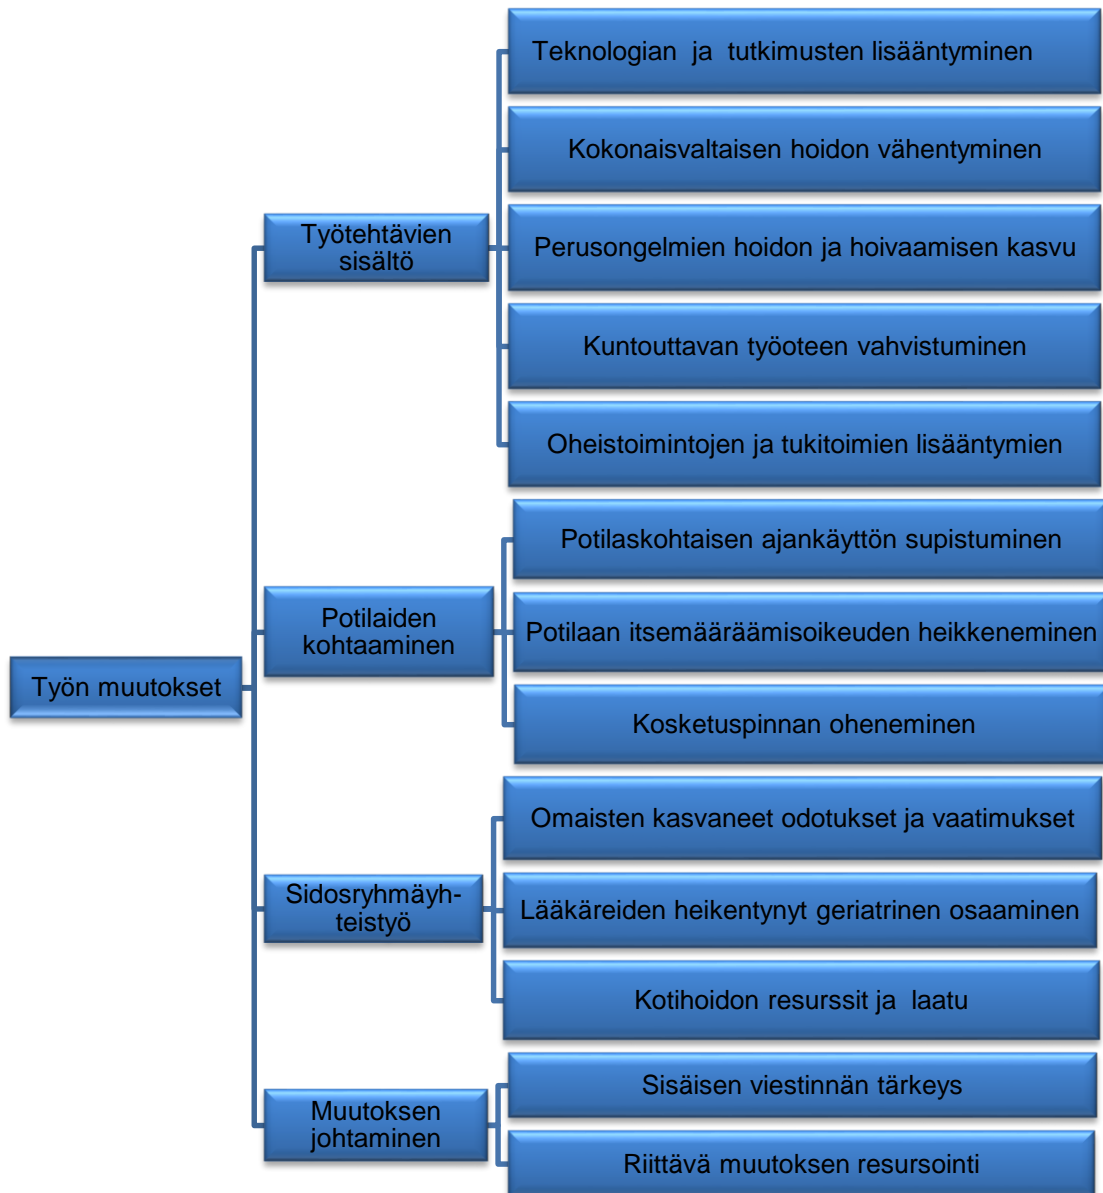 Työn muutokset
Työtehtävien
sisältö
Teknologian ja tutkimusten lisääntyminen
Kokonaisvaltaisen hoidon vähentyminen
Perusongelmien hoidon ja hoivaamisen kasvu
Kuntouttavan työoteen vahvistuminen
Oheistoimintojen ja tukitoimien lisääntymien
Potilaiden
kohtaaminen
Potilaskohtaisen ajankäyttön supistuminen
Potilaan itsemääräämisoikeuden heikkeneminen
Kosketuspinnan oheneminen
Sidosryhmäyh-
teistyö
Omaisten kasvaneet odotukset ja vaatimukset
Lääkäreiden heikentynyt geriatrinen osaaminen
Kotihoidon resurssit ja laatu
Muutoksen
johtaminen
Sisäisen viestinnän tärkeys
Riittävä muutoksen resursointi